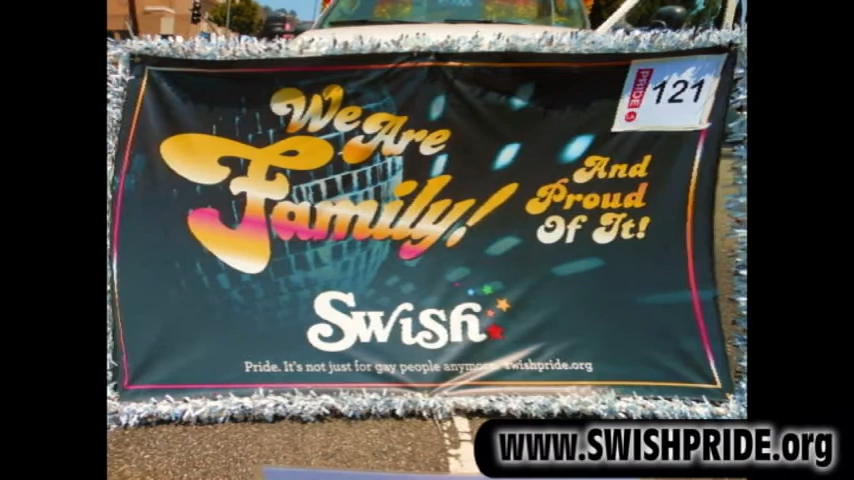 We Are
Family!
And
Proud
Of It!
PRIDE
121
Swish
Pride. It's not just for gay people anymore. swishpride.org
www.SWISHPRIDE.org